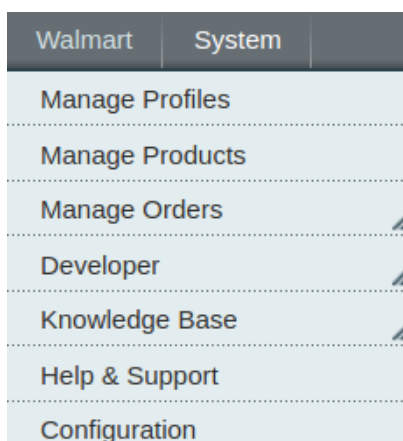 Walmart System
Manage Profiles
Manage Products
Manage Orders
Developer
Knowledge Base
Help & Support
Configuration